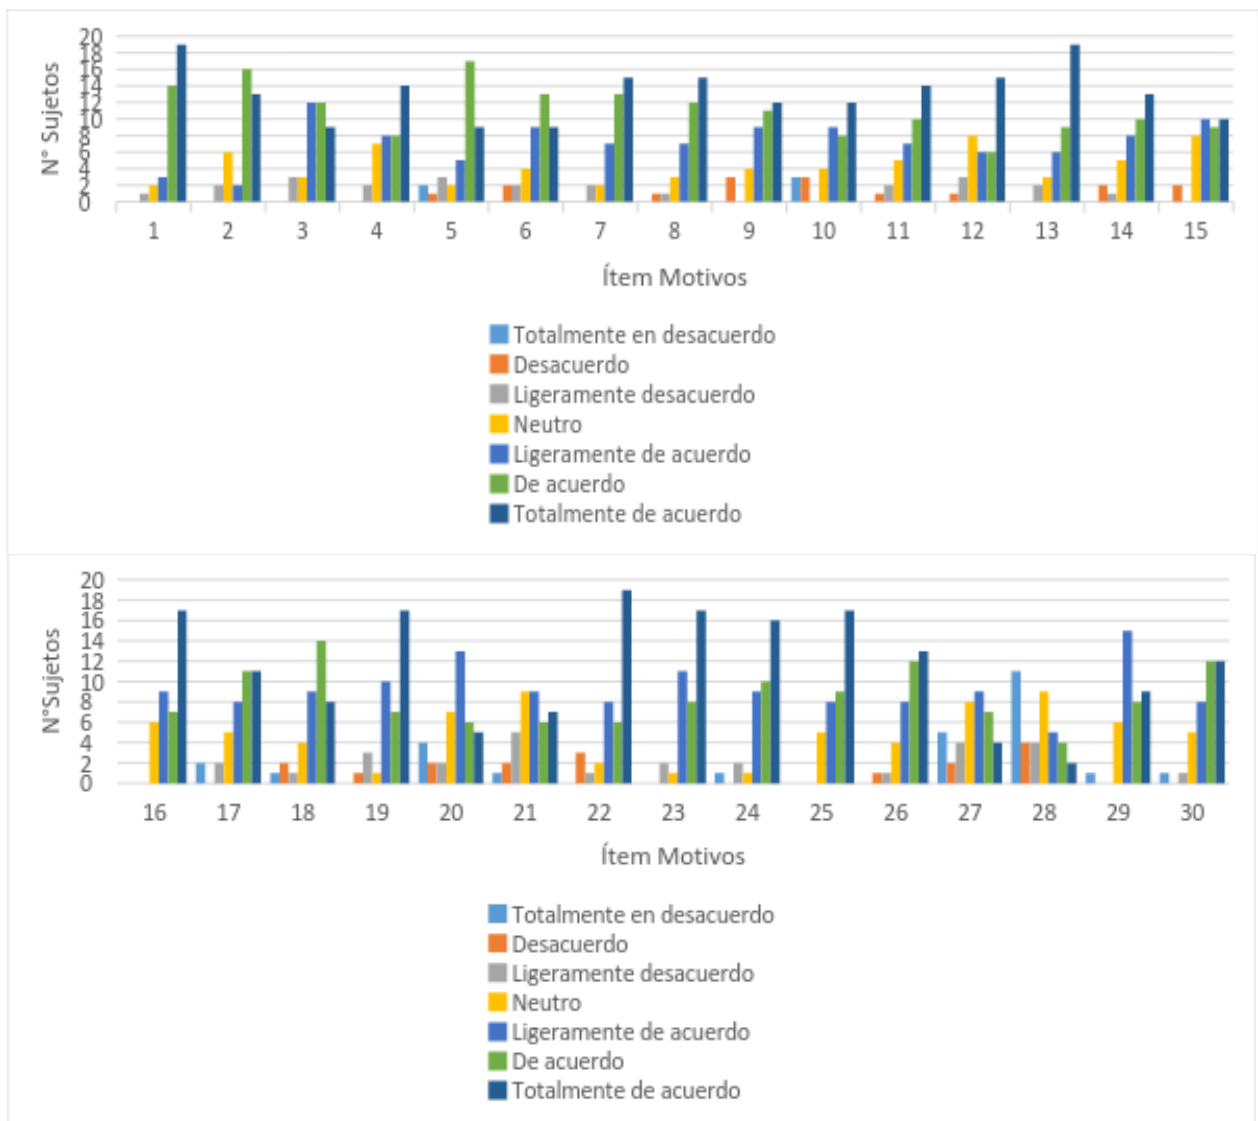 20
18
16
14
12
10
8
6
4
2
0
N° Sujetos
1 2 3 4 5 6 7 8 9 10 11 12 13 14 15
Ítem Motivos
Totalmente en desacuerdo
Desacuerdo
Ligeramente desacuerdo
Neutro
Ligeramente de acuerdo
De acuerdo
Totalmente de acuerdo
20
18
16
14
12
10
8
6
4
2
0
N°Sujetos
16 17 18 19 20 21 22 23 24 25 26 27 28 29 30
Ítem Motivos
Totalmente en desacuerdo
Desacuerdo
Ligeramente desacuerdo
Neutro
Ligeramente de acuerdo
De acuerdo
Totalmente de acuerdo